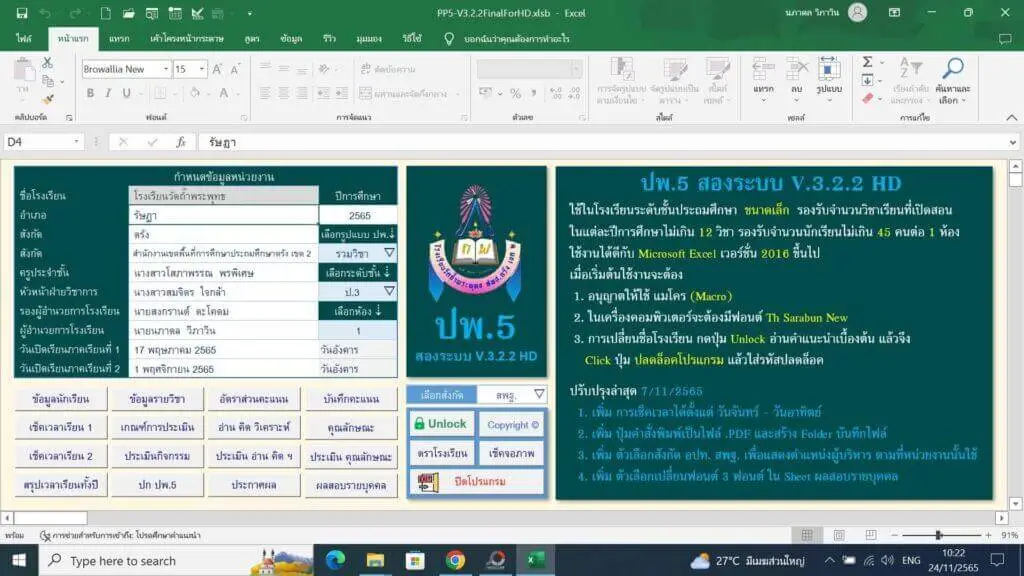 PP5-V3.2.2FinalForHD.xlsb - Excel
นภาดล วิภาวิน
ไฟล์ หน้าแรก แทรก เค้าโครงหน้ากระดาษ สูตร ข้อมูล รีวิว มุมมอง วิธีใช้ บอกฉันว่าคุณต้องการทำอะไร
วาง
Browallia New 15
ตัดข้อความ
ผสานและจัดกึ่งกลาง
การจัดรูปแบบ ตามเงื่อนไข
จัดรูปแบบเป็น ตาราง
สไตล์ เซลล์
แทรก ลบ รูปแบบ
เรียงลำดับ และกรอง
ค้นหาและ เลือก
คลิปบอร์ด ฟอนต์ การจัดแนว ตัวเลข สไตล์ เซลล์ การแก้ไข
D4 fx รัษฎา
กำหนดข้อมูลหน่วยงาน
ชื่อโรงเรียน โรงเรียนวัดถ้ำพระพุทธ ปีการศึกษา
อำเภอ รัษฎา 2565
สังกัด ตรัง เลือกรูปแบบ ปพ.↓
สังกัด สำนักงานเขตพื้นที่การศึกษาประถมศึกษาตรัง เขต 2 รวมวิชา
ครูประจำชั้น นางสาวโสภาพรรณ พรพิเศษ เลือกระดับชั้น ↓
หัวหน้าฝ่ายวิชาการ นางสาวสมจิตร ใจกล้า ป.3
รองผู้อำนวยการโรงเรียน นายสงกรานต์ ตะโคดม เลือกห้อง ↓
ผู้อำนวยการโรงเรียน นายนภาดล วิภาวิน 1
วันเปิดเรียนภาคเรียนที่ 1 17 พฤษภาคม 2565 วันอังคาร
วันเปิดเรียนภาคเรียนที่ 2 1 พฤศจิกายน 2565 วันอังคาร
ข้อมูลนักเรียน ข้อมูลรายวิชา อัตราส่วนคะแนน บันทึกคะแนน
เช็คเวลาเรียน 1 เกณฑ์การประเมิน อ่าน คิด วิเคราะห์ คุณลักษณะ
เช็คเวลาเรียน 2 ประเมินกิจกรรม ประเมิน อ่าน คิด ฯ ประเมิน คุณลักษณะ
สรุปเวลาเรียนทั้งปี ปก ปพ.5 ประกาศผล ผลสอบรายบุคคล
ถ พ
ปพ.5
สองระบบ V.3.2.2 HD
เลือกสังกัด สพฐ.
Unlock Copyright ©
ตราโรงเรียน เช็คจอภาพ
ปิดโปรแกรม
ปพ.5 สองระบบ V.3.2.2 HD
ใช้ในโรงเรียนระดับชั้นประถมศึกษา ขนาดเล็ก รองรับจำนวนวิชาเรียนที่เปิดสอน
ในแต่ละปีการศึกษาไม่เกิน 12 วิชา รองรับจำนวนนักเรียนไม่เกิน 45 คนต่อ 1 ห้อง
ใช้งานได้ดีกับ Microsoft Excel เวอร์ชั่น 2016 ขึ้นไป
เมื่อเริ่มต้นใช้งานจะต้อง
1. อนุญาตให้ใช้ แมโคร (Macro)
2. ในเครื่องคอมพิวเตอร์จะต้องมีฟอนต์ Th Sarabun New
3. การเปลี่ยนชื่อโรงเรียน กดปุ่ม Unlock อ่านคำแนะนำเบื้องต้น แล้วจึง
Click ปุ่ม ปลดล็อคโปรแกรม แล้วใส่รหัสปลดล็อค
ปรับปรุงล่าสุด 7/11/2565
1. เพิ่ม การเช็คเวลาได้ตั้งแต่ วันจันทร์ - วันอาทิตย์
2. เพิ่ม ปุ่มคำสั่งพิมพ์เป็นไฟล์ .PDF และสร้าง Folder บันทึกไฟล์
3. เพิ่ม ตัวเลือกสังกัด อปท. สพฐ. เพื่อแสดงตำแหน่งผู้บริหาร ตามที่หน่วยงานนั้นใช้
4. เพิ่ม ตัวเลือกเปลี่ยนฟอนต์ 3 ฟอนต์ ใน Sheet ผลสอบรายบุคคล
พร้อม การช่วยสำหรับการเข้าถึง: โปรดศึกษาคำแนะนำ 91%
Type here to search
27°C มีเมฆส่วนใหญ่ ENG 10:22
24/11/2565